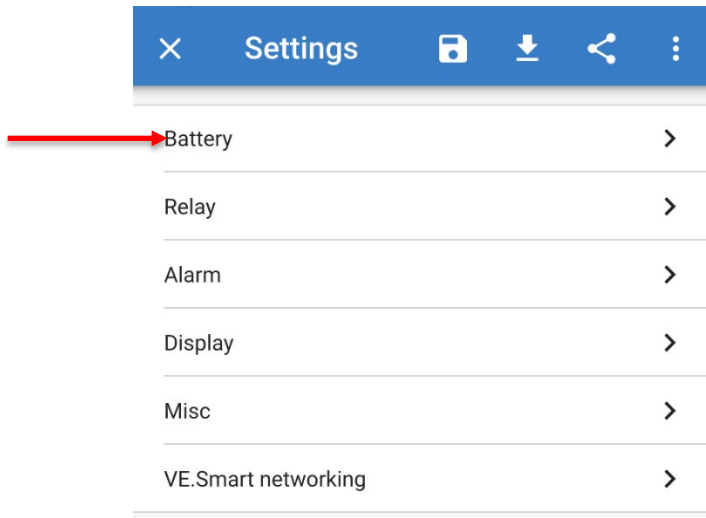 Settings
Battery
Relay
Alarm
Display
Misc
VE.Smart networking